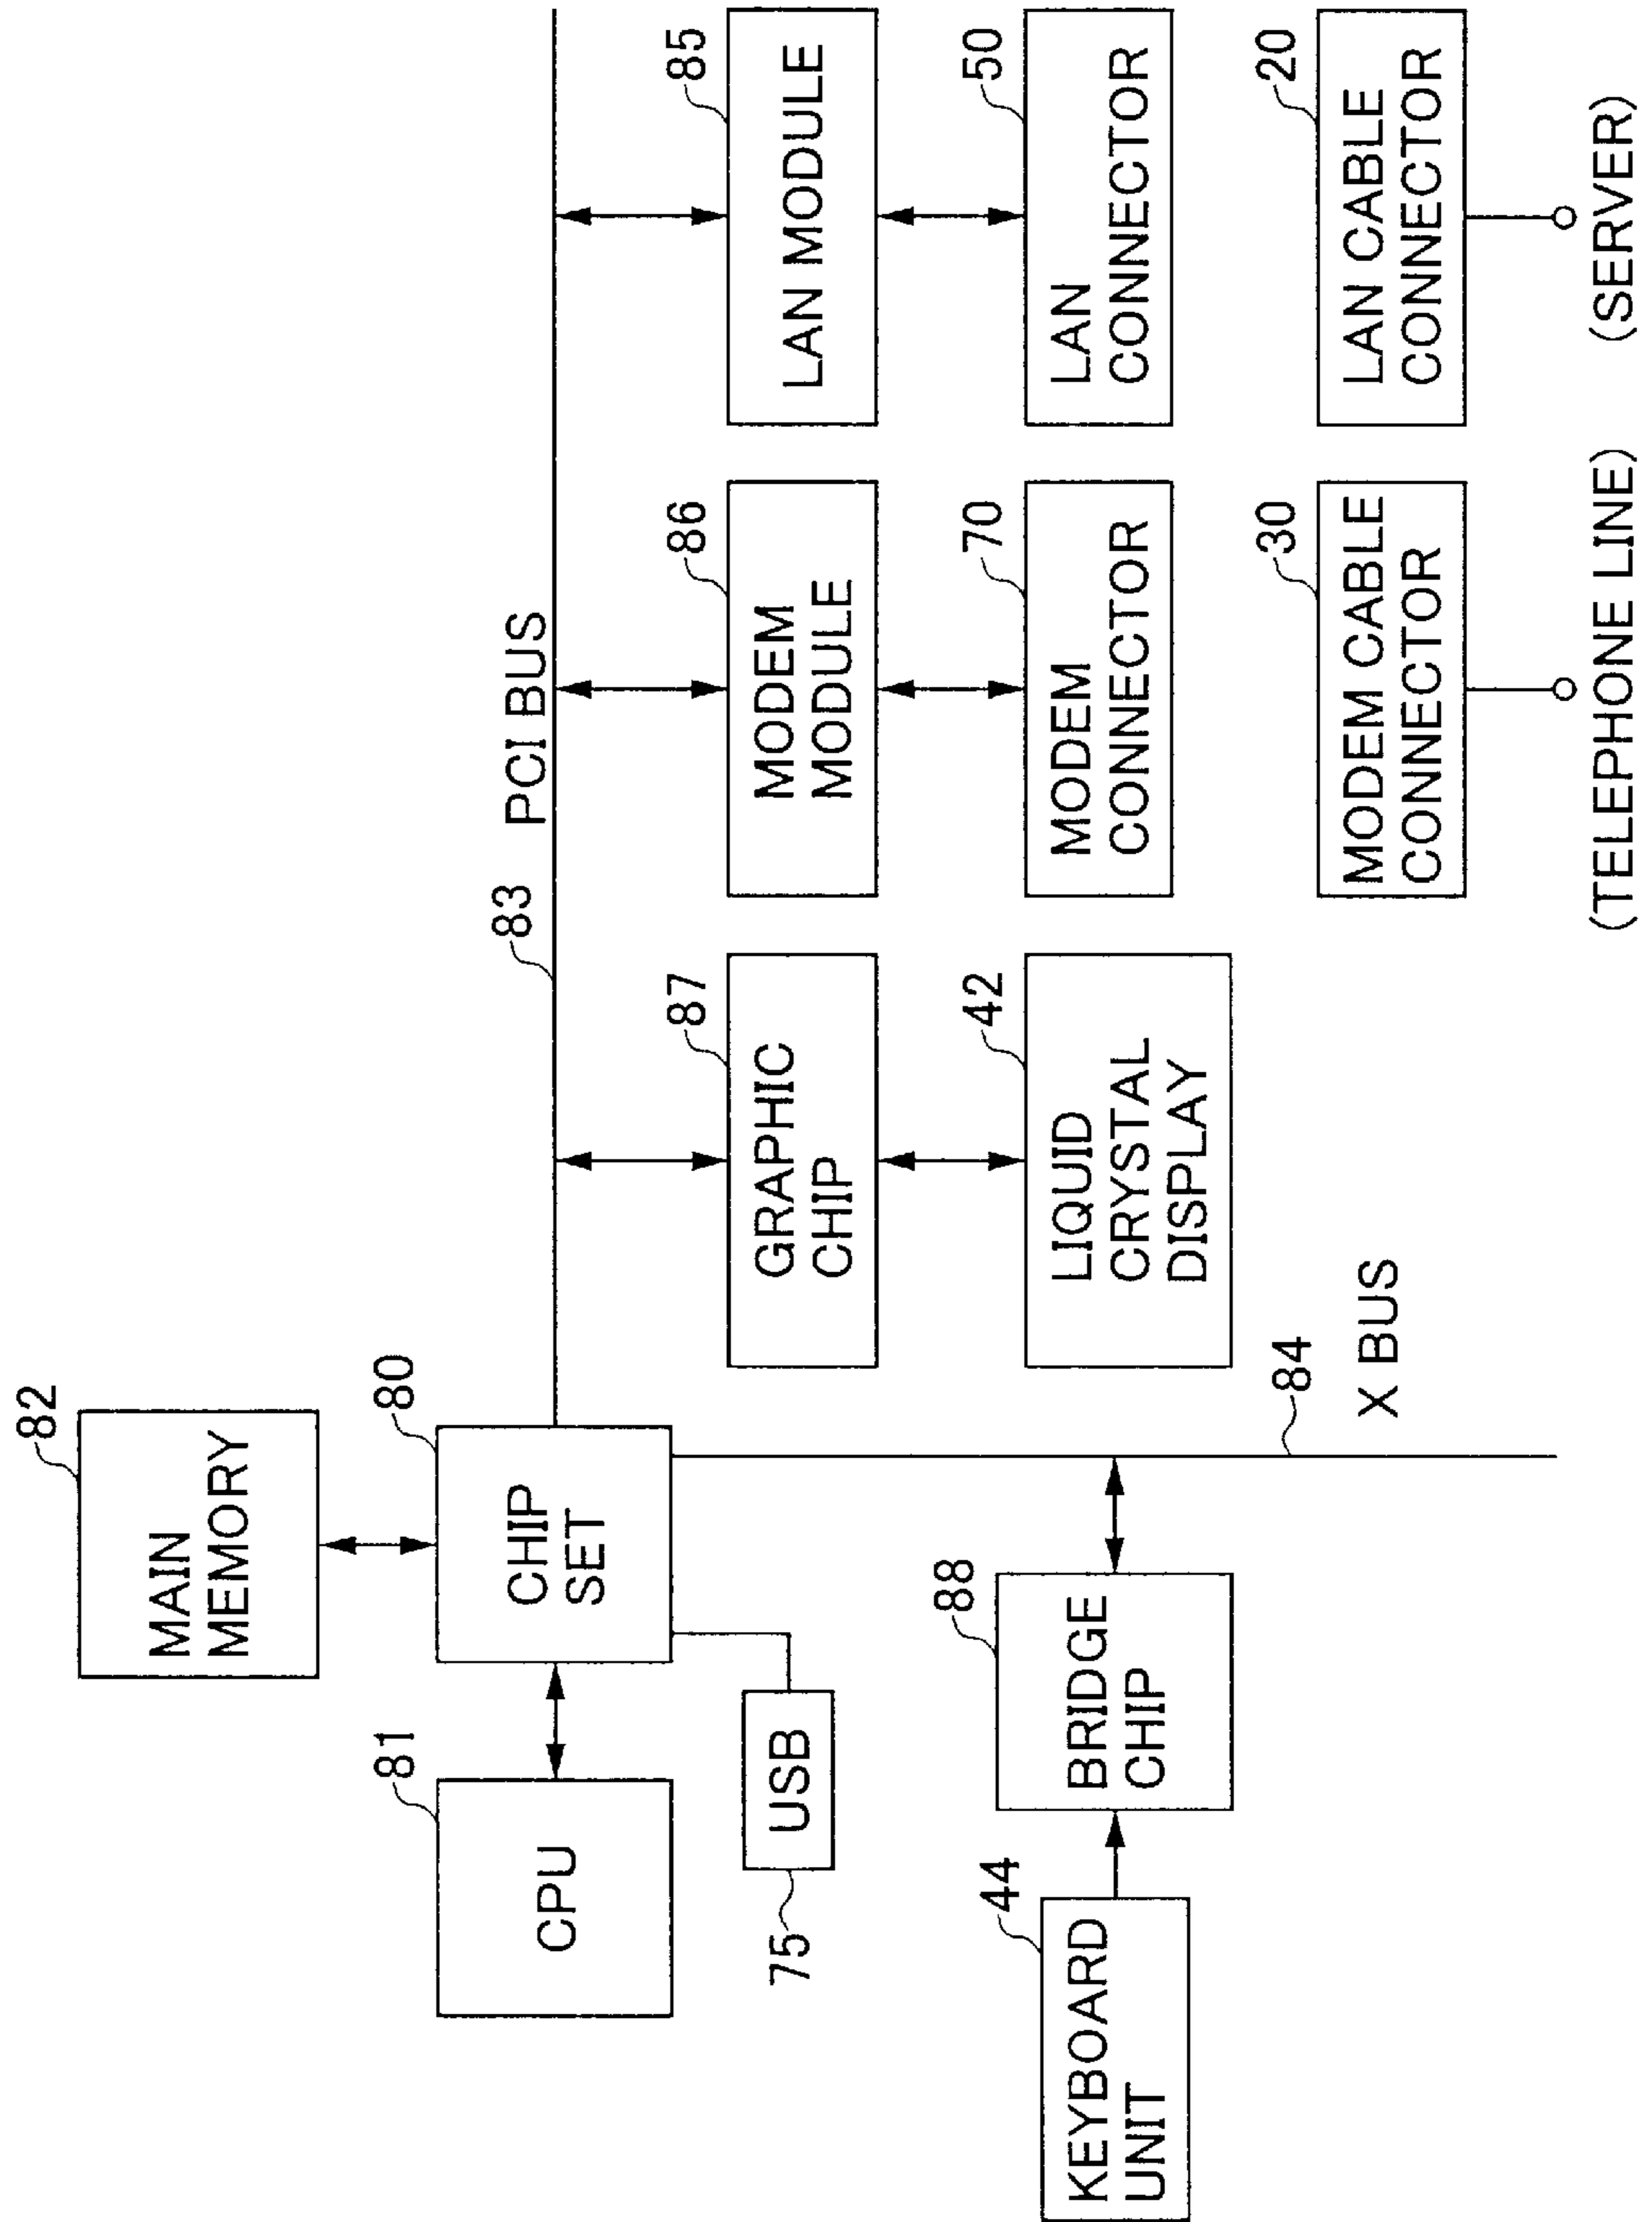 82
MAIN
MEMORY
81
CPU
80
CHIP
SET
83
PCI BUS
75
USB
87
GRAPHIC
CHIP
86
MODEM
MODULE
85
LAN MODULE
44
KEYBOARD
UNIT
88
BRIDGE
CHIP
42
LIQUID
CRYSTAL
DISPLAY
70
MODEM
CONNECTOR
50
LAN
CONNECTOR
84
X BUS
30
MODEM CABLE
CONNECTOR
20
LAN CABLE
CONNECTOR
(TELEPHONE LINE)
(SERVER)